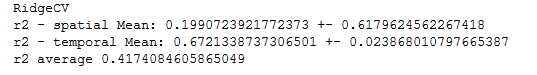 RidgeCV
r2 - spatial Mean: 0.1990723921772373 +- 0.6179624562267418
r2 - temporal Mean: 0.6721338737306501 +- 0.023868010797665387
r2 average 0.4174084605865049